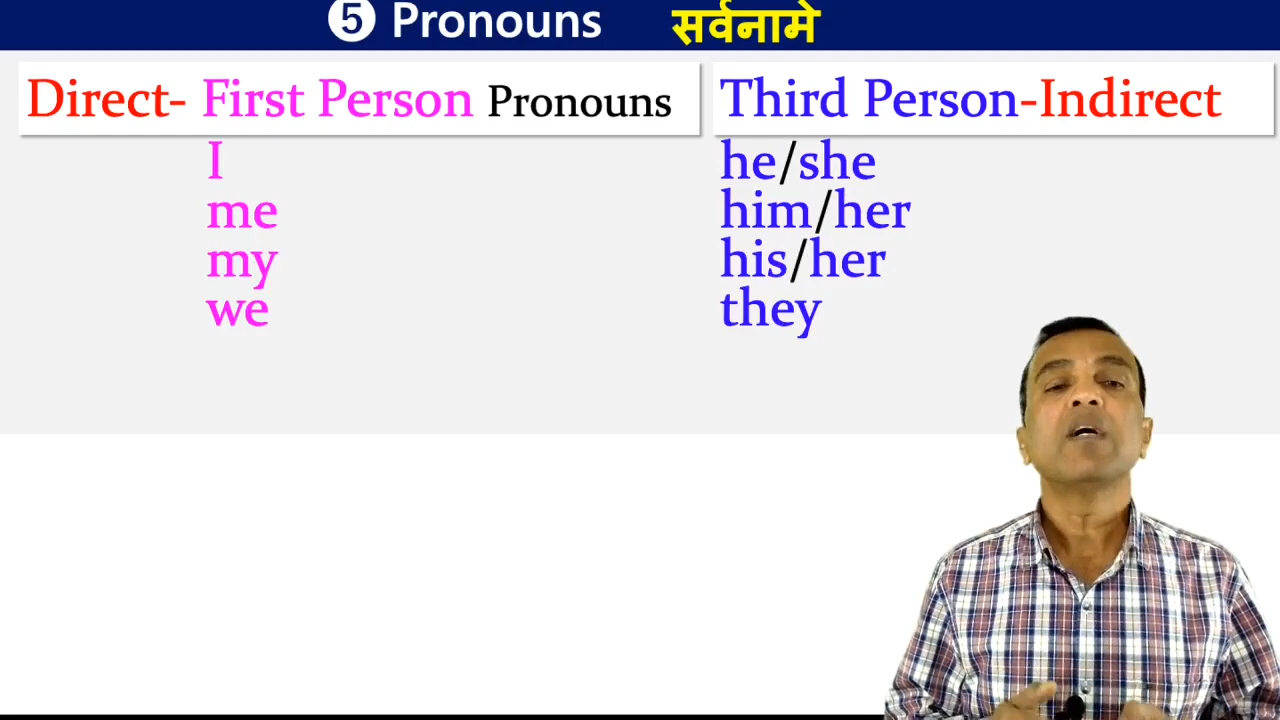 ❺ Pronouns सर्वनामे
Direct- First Person Pronouns
Third Person-Indirect
I he/she
me him/her
my his/her
we they